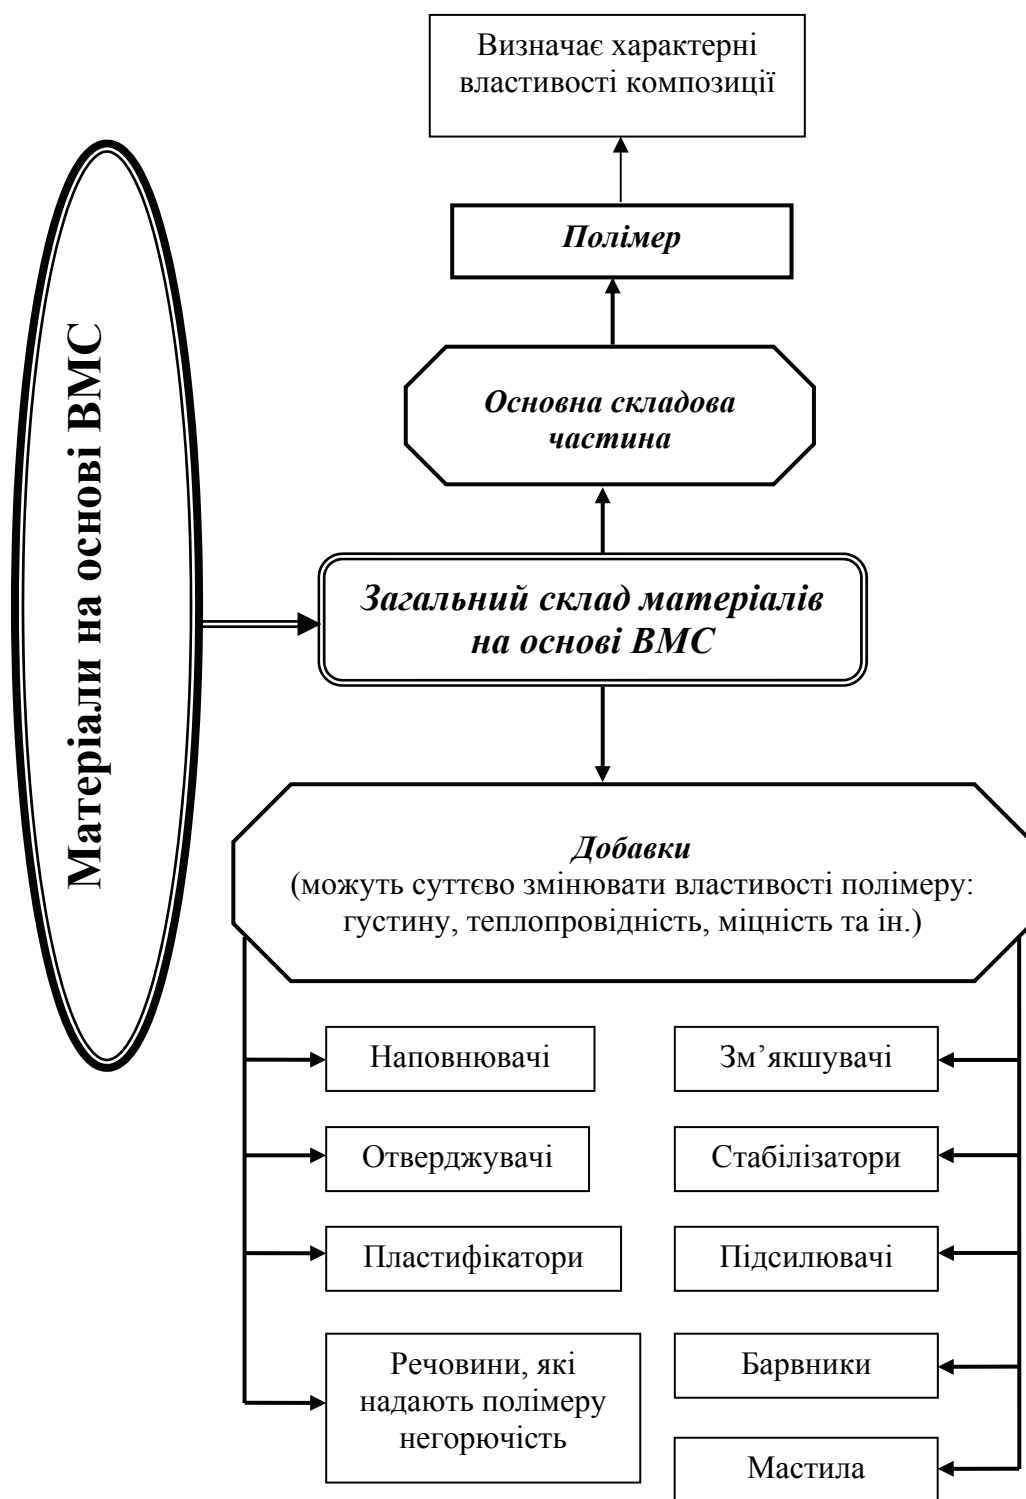 Визначає характерні
властивості композиції
Полімер
Основна складова
частина
Матеріали на основі ВМС
Загальний склад матеріалів
на основі ВМС
Добавки
(можуть суттєво змінювати властивості полімеру:
густину, теплопровідність, міцність та ін.)
Наповнювачі
Зм’якшувачі
Отверджувачі
Стабілізатори
Пластифікатори
Підсилювачі
Речовини, які
надають полімеру
негорючість
Барвники
Мастила